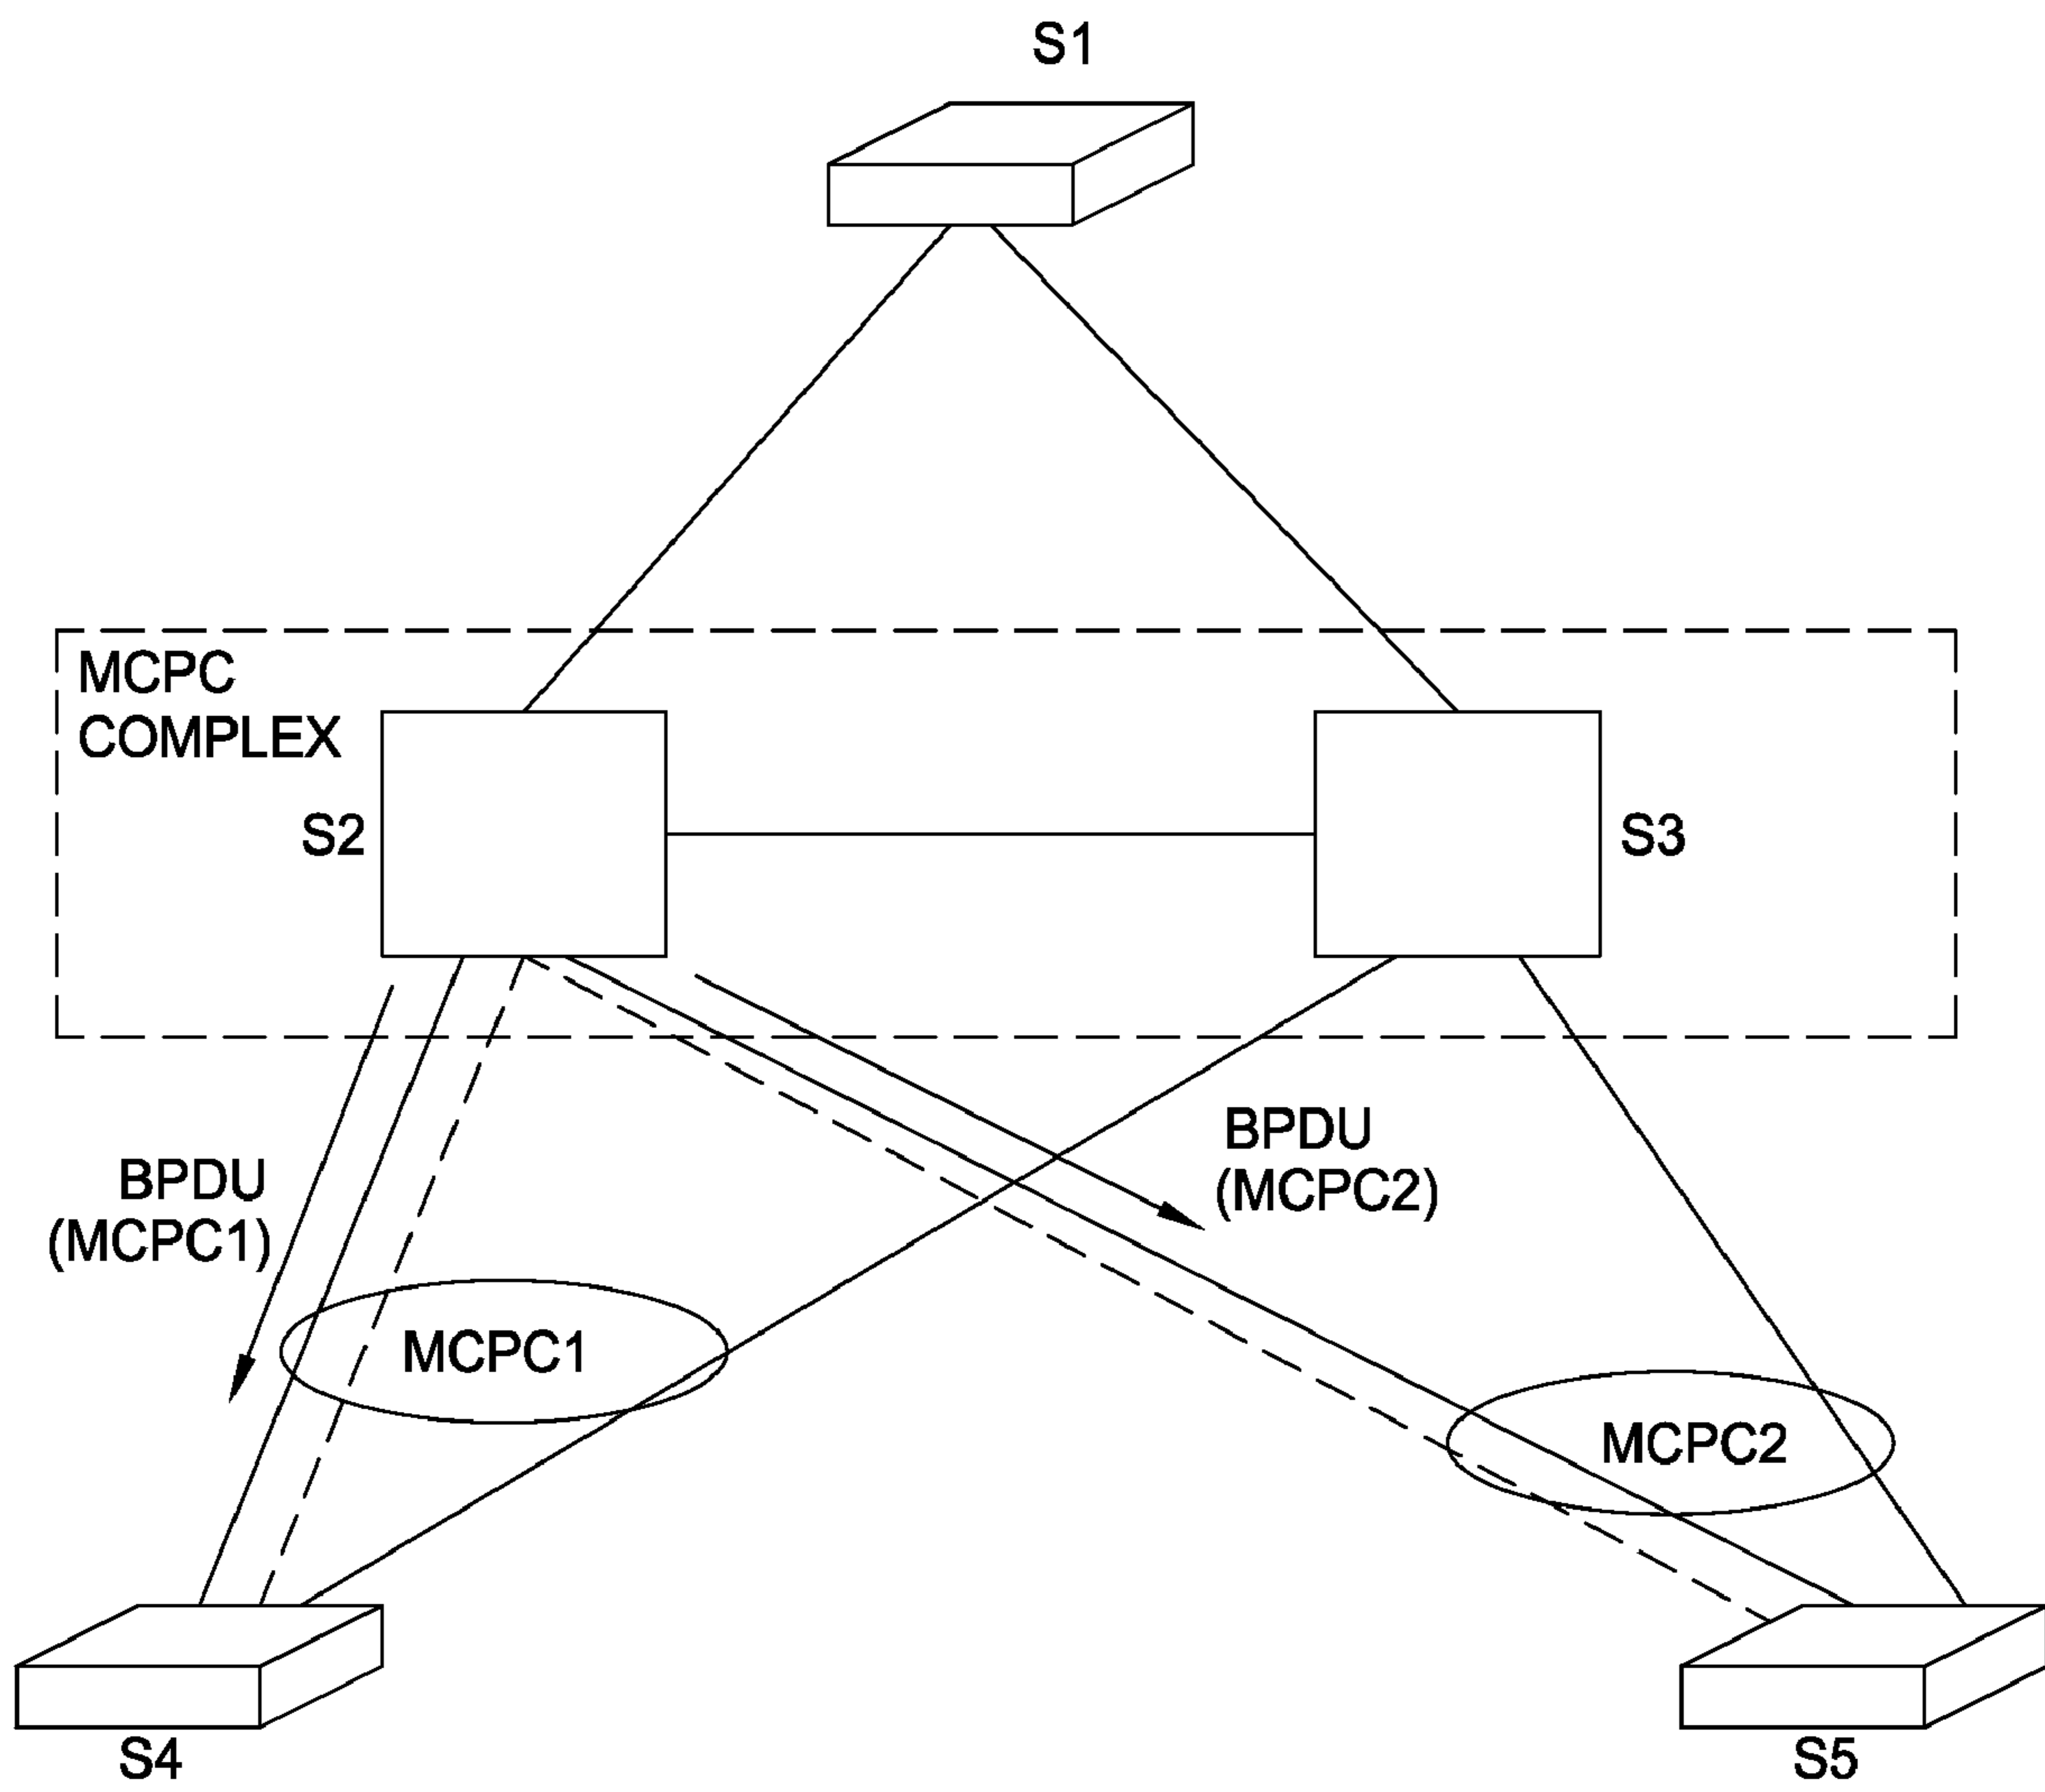 S1
MCPC
COMPLEX
S2
S3
BPDU
(MCPC1)
BPDU
(MCPC2)
MCPC1
MCPC2
S4
S5